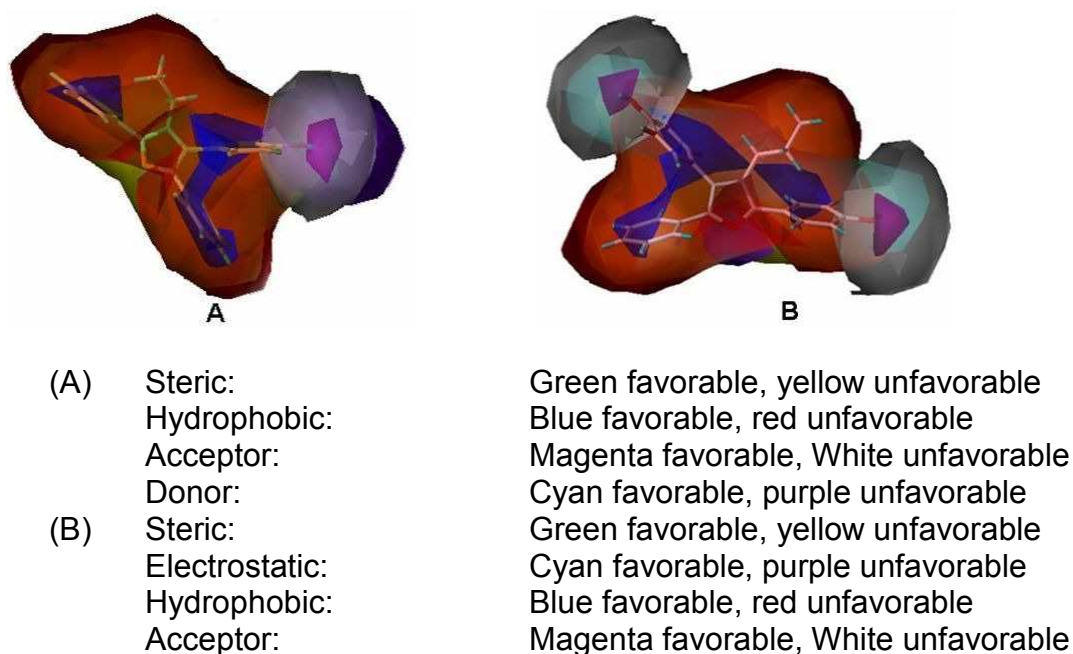 A
B
(A) Steric: Green favorable, yellow unfavorable
Hydrophobic: Blue favorable, red unfavorable
Acceptor: Magenta favorable, White unfavorable
Donor: Cyan favorable, purple unfavorable
(B) Steric: Green favorable, yellow unfavorable
Electrostatic: Cyan favorable, purple unfavorable
Hydrophobic: Blue favorable, red unfavorable
Acceptor: Magenta favorable, White unfavorable